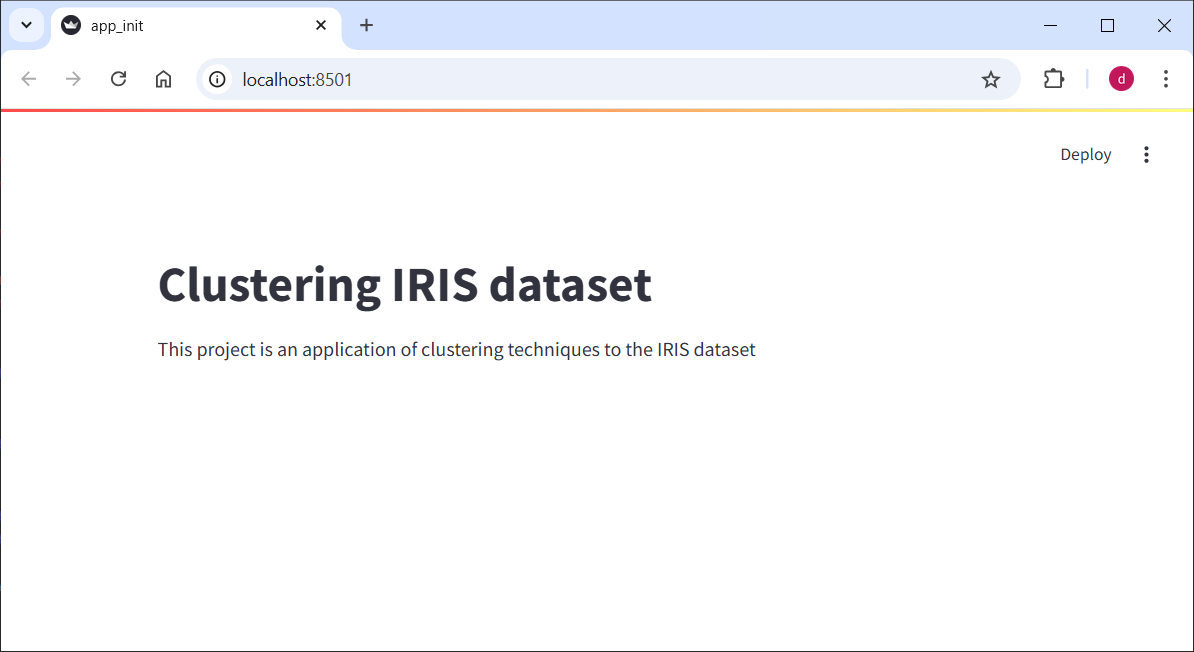 app_init
localhost:8501
d
Deploy
Clustering IRIS dataset
This project is an application of clustering techniques to the IRIS dataset